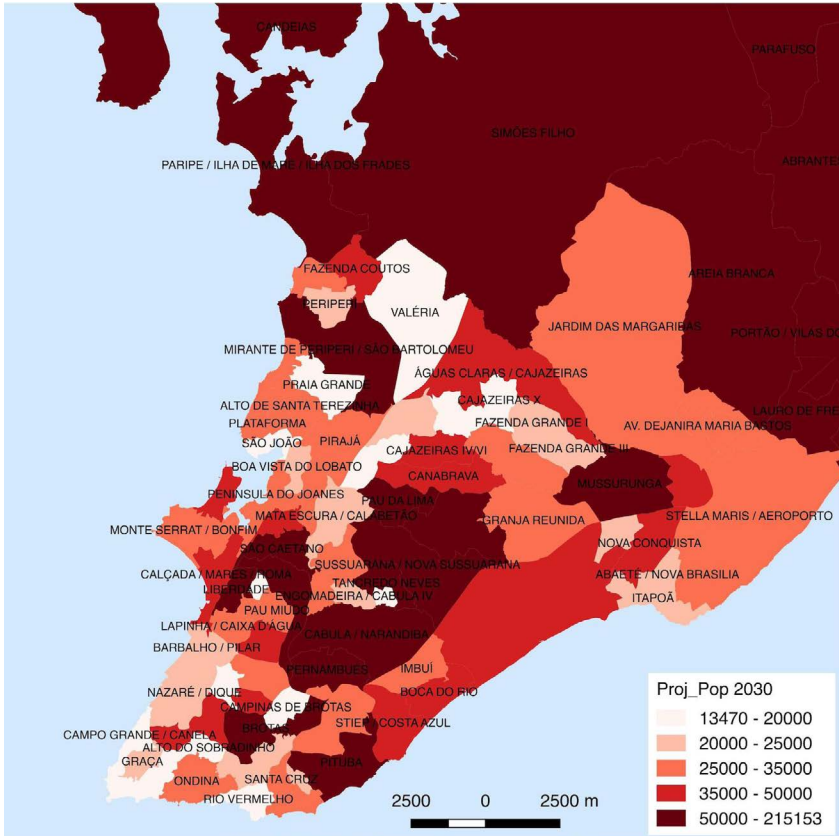 CANDEIAS
PARAFUSO
SIMÕES FILHO
PARIPE / ILHA DE MARE / ILHA DOS FRADES
ABRANTES
FAZENDA COUTOS
AREIA BRANCA
PERIPERI
VALÉRIA
JARDIM DAS MARGARIDAS
PORTÃO / VILAS DO
MIRANTE DE PERIPERI / SÃO BARTOLOMEU
ÁGUAS CLARAS / CAJAZEIRAS
PRAIA GRANDE
CAJAZEIRAS X
ALTO DE SANTA TEREZINHA
LAURO DE FRE
PLATAFORMA
FAZENDA GRANDE I
AV. DEJANIRA MARIA BASTOS
SÃO JOÃO
PIRAJÁ
CAJAZEIRAS IV/VI
FAZENDA GRANDE III
BOA VISTA DO LOBATO
CANABRAVA
MUSSURUNGA
PENINSULA DO JOANES
PAU DA LIMA
MATA ESCURA / CALABETÃO
GRANJA REUNIDA
STELLA MARIS / AEROPORTO
MONTE SERRAT / BONFIM
NOVA CONQUISTA
SÃO CAETANO
SUSSUARANA / NOVA SUSSUARANA
CALÇADA / MARES / ROMA
ABAETÉ / NOVA BRASILIA
TANCREDO NEVES
LIBERDADE
ENGOMADEIRA / CABULA IV
ITAPOÃ
PAU MIUDO
LAPINHA / CAIXA D'ÁGUA
CABULA / NARANDIBA
BARBALHO / PILAR
PERNAMBUÉS
IMBUÍ
NAZARÉ / DIQUE
BOCA DO RIO
CAMPINAS DE BROTAS
STIEP / COSTA AZUL
BROTAS
CAMPO GRANDE / CANELA
ALTO DO SOBRADINHO
GRAÇA
PITUBA
ONDINA
SANTA CRUZ
RIO VERMELHO
Proj_Pop 2030
13470 - 20000
20000 - 25000
25000 - 35000
35000 - 50000
50000 - 215153
2500 0 2500 m